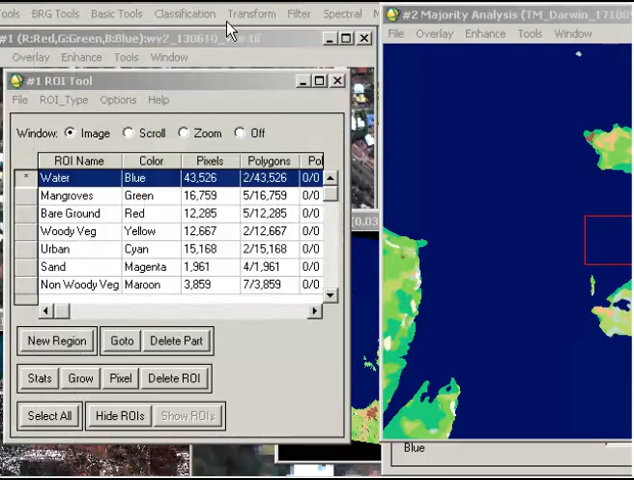 ools BRG Tools Basic Tools Classification Transform Filter Spectral
#1 (R:Red,G:Green,B:Blue):wv2_130610_
Overlay Enhance Tools Window
#1 ROI Tool
File ROI_Type Options Help
Window: Image Scroll Zoom Off
ROI Name Color Pixels Polygons Pol
* Water Blue 43,526 2/43,526 0/0
Mangroves Green 16,759 5/16,759 0/0
Bare Ground Red 12,285 5/12,285 0/0
Woody Veg Yellow 12,667 2/12,667 0/0
Urban Cyan 15,168 2/15,168 0/0
Sand Magenta 1,961 4/1,961 0/0
Non Woody Veg Maroon 3,859 7/3,859 0/0
New Region Goto Delete Part
Stats Grow Pixel Delete ROI
Select All Hide ROIs Show ROIs
[0.03
#2 Majority Analysis (TM_Darwin_17100
File Overlay Enhance Tools Window
Blue